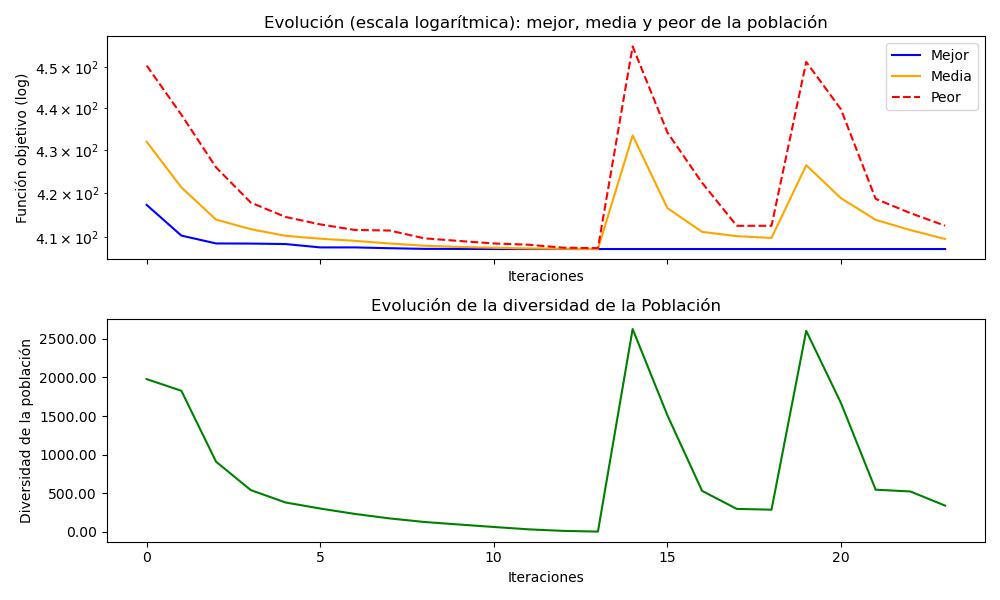 Evolución (escala logarítmica): mejor, media y peor de la población
Función objetivo (log)
4.5 × 10²
4.4 × 10²
4.3 × 10²
4.2 × 10²
4.1 × 10²
Mejor
Media
Peor
Iteraciones
Evolución de la diversidad de la Población
Diversidad de la población
2500.00
2000.00
1500.00
1000.00
500.00
0.00
0 5 10 15 20
Iteraciones